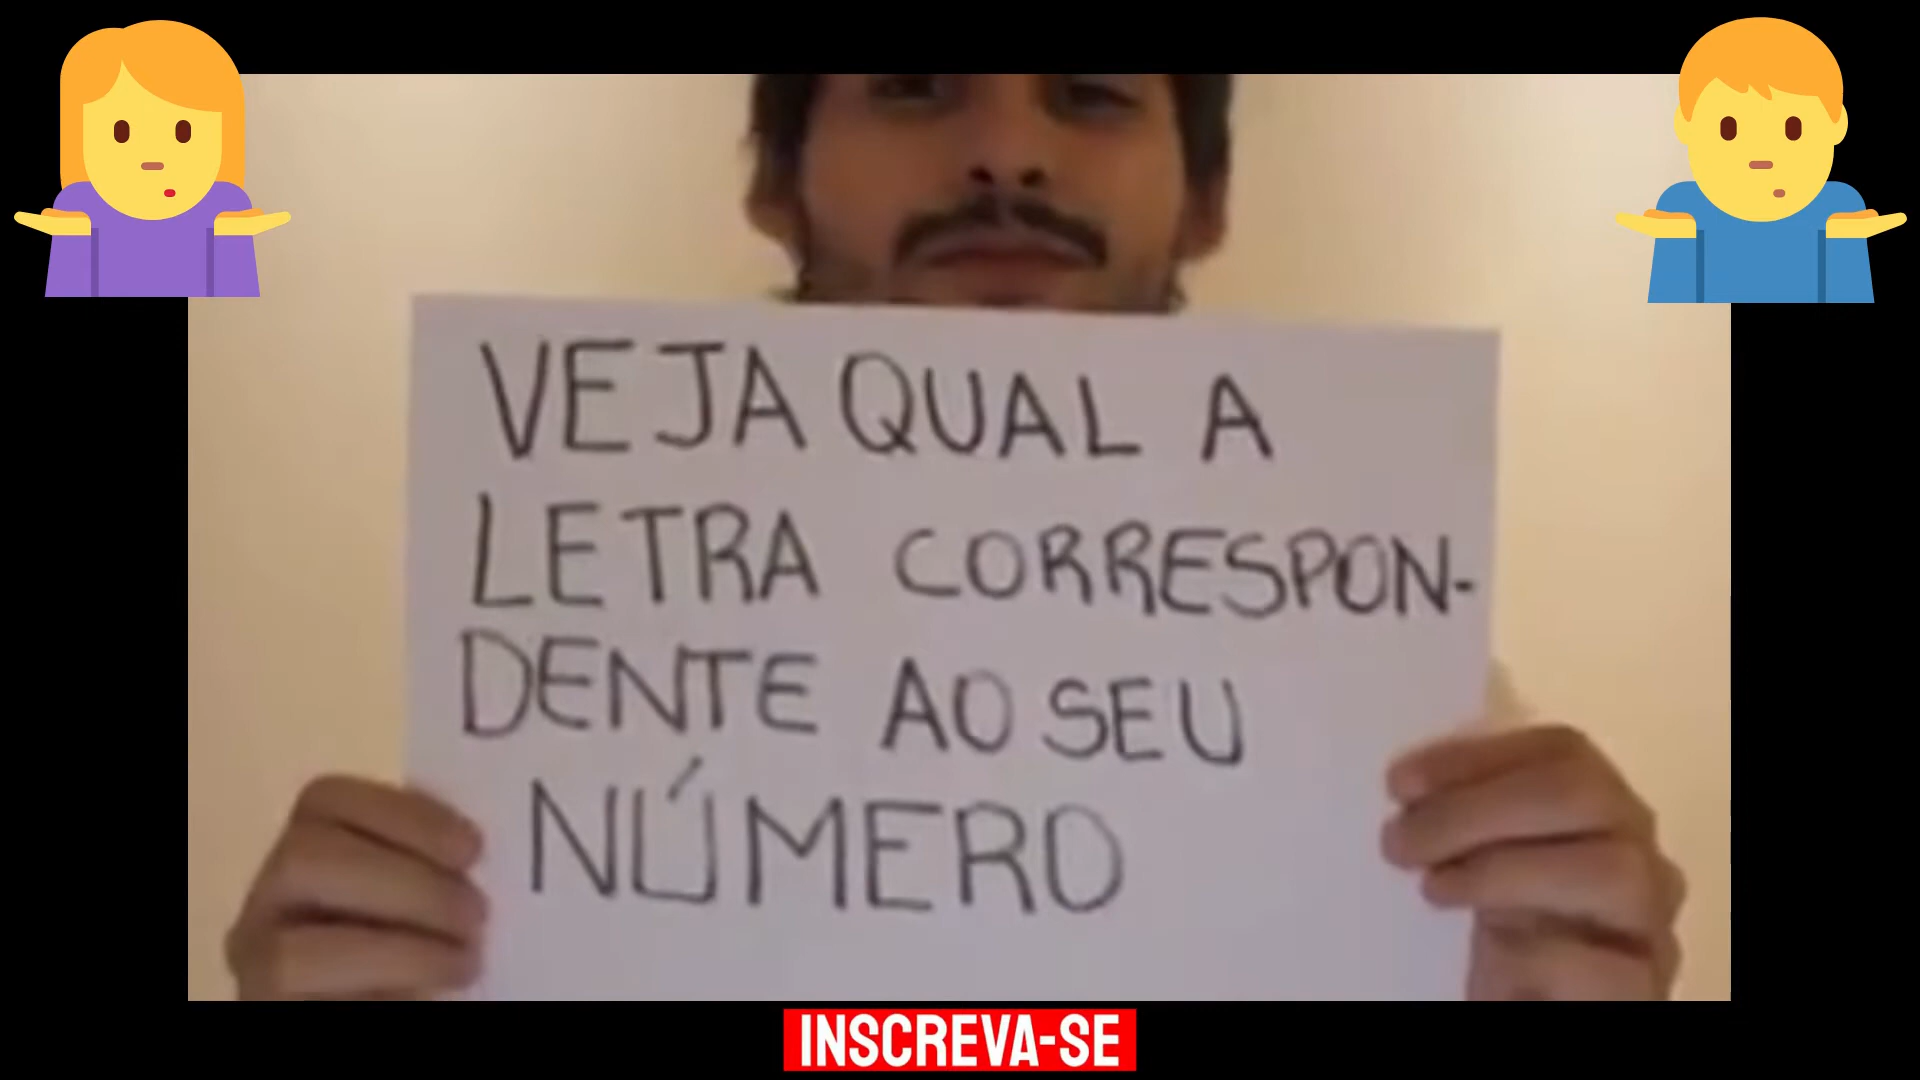 VEJA QUAL A
LETRA CORRESPON-
DENTE AO SEU
NÚMERO
INSCREVA-SE